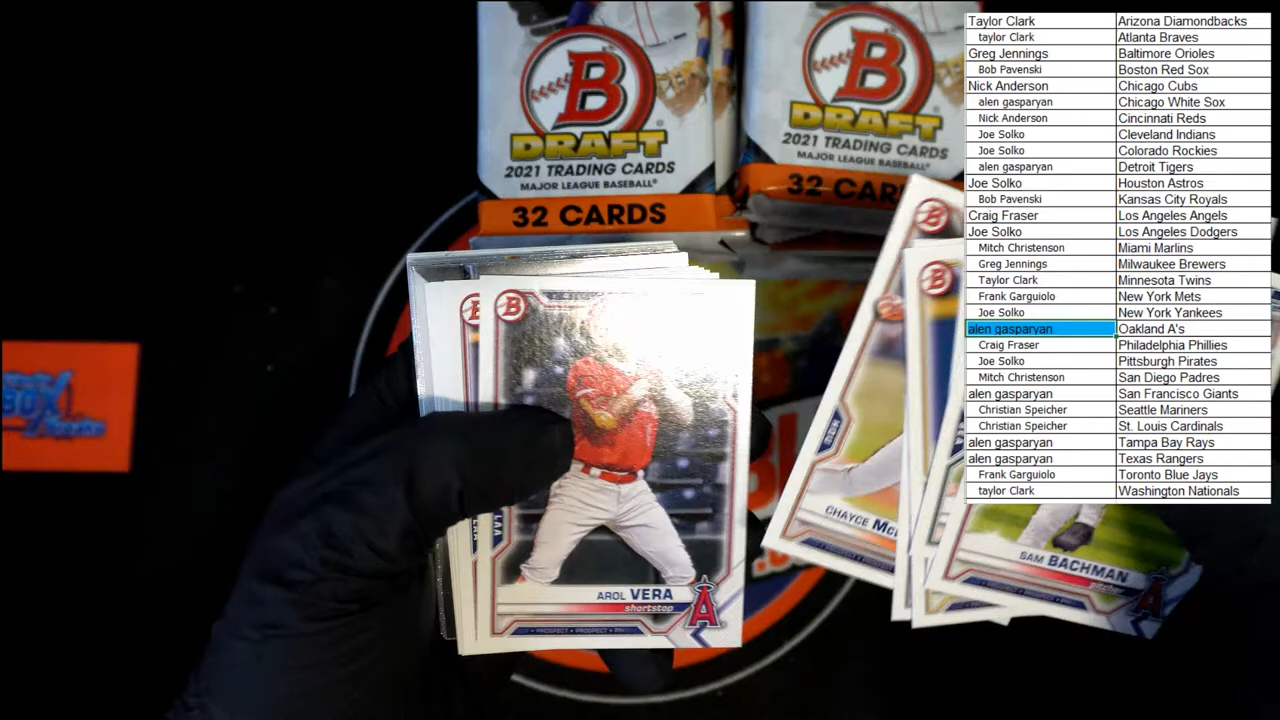 B
DRAFT
2021 TRADING CARDS
MAJOR LEAGUE BASEBALL
32 CARDS
B
DRAFT
2021 TRADING CARDS
MAJOR LEAGUE BASEBALL
32
Taylor Clark Arizona Diamondbacks
taylor Clark Atlanta Braves
Greg Jennings Baltimore Orioles
Bob Pavenski Boston Red Sox
Nick Anderson Chicago Cubs
alen gasparyan Chicago White Sox
Nick Anderson Cincinnati Reds
Joe Solko Cleveland Indians
Joe Solko Colorado Rockies
alen gasparyan Detroit Tigers
Joe Solko Houston Astros
Bob Pavenski Kansas City Royals
Craig Fraser Los Angeles Angels
Joe Solko Los Angeles Dodgers
Mitch Christenson Miami Marlins
Greg Jennings Milwaukee Brewers
Taylor Clark Minnesota Twins
Frank Garguiolo New York Mets
Joe Solko New York Yankees
alen gasparyan Oakland A's
Craig Fraser Philadelphia Phillies
Joe Solko Pittsburgh Pirates
Mitch Christenson San Diego Padres
alen gasparyan San Francisco Giants
Christian Speicher Seattle Mariners
Christian Speicher St. Louis Cardinals
alen gasparyan Tampa Bay Rays
alen gasparyan Texas Rangers
Frank Garguiolo Toronto Blue Jays
taylor Clark Washington Nationals
B
LAA
AROL VERA
shortstop
PROSPECT • PROSPECT
A
B
B
CHAYCE
SAM BACHMAN
pitcher
A
BOX